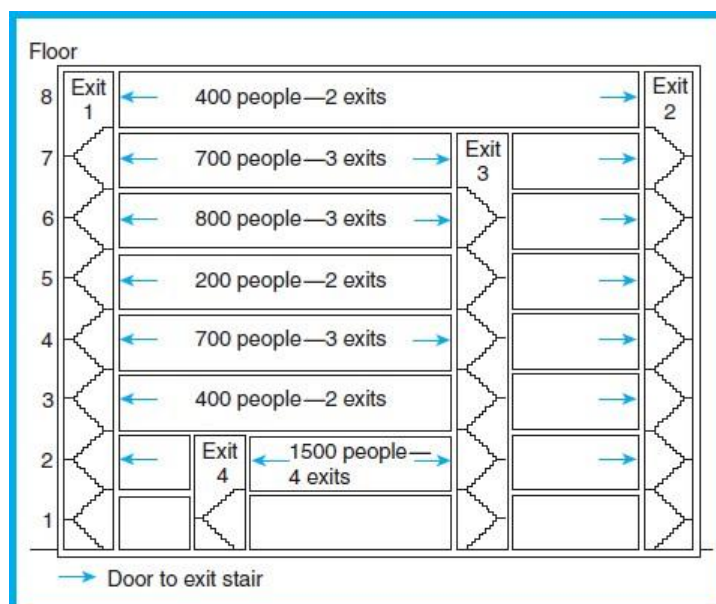 Floor
8 Exit 1 400 people—2 exits Exit 2
7 700 people—3 exits Exit 3
6 800 people—3 exits
5 200 people—2 exits
4 700 people—3 exits
3 400 people—2 exits
2 Exit 4 1500 people—
4 exits
1
Door to exit stair